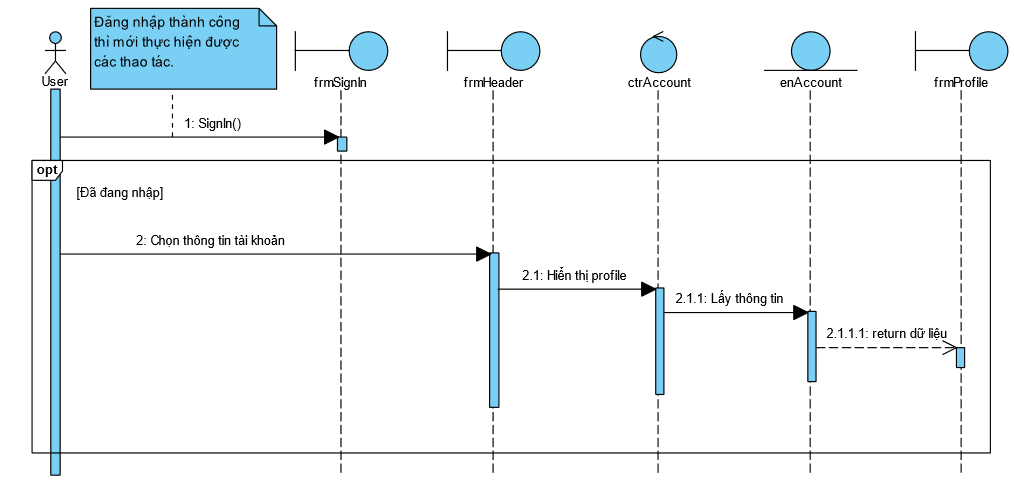 Đăng nhập thành công
thì mới thực hiện được
các thao tác.
User
frmSignIn
frmHeader
ctrAccount
enAccount
frmProfile
1: SignIn()
opt
[Đã đang nhập]
2: Chọn thông tin tài khoản
2.1: Hiển thị profile
2.1.1: Lấy thông tin
2.1.1.1: return dữ liệu